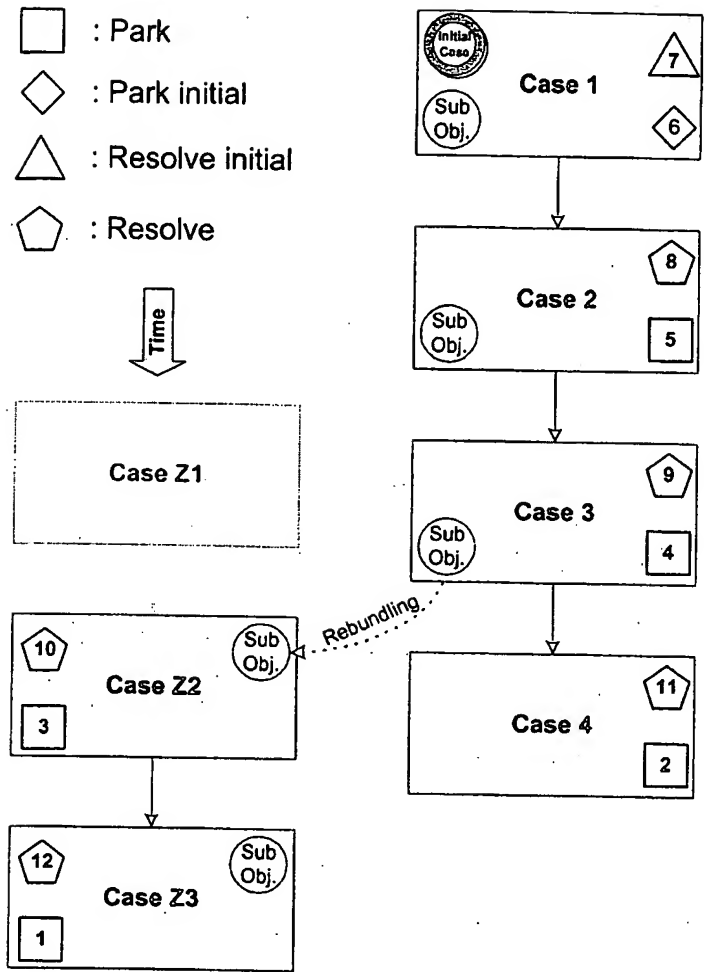 : Park
: Park initial
: Resolve initial
: Resolve
Time
Initial
Case
Case 1
7
Sub
Obj.
6
8
Case 2
Sub
Obj.
5
Case Z1
9
Case 3
Sub
Obj.
4
Rebundling
10
Sub
Obj.
Case Z2
3
11
Case 4
2
12
Sub
Obj.
Case Z3
1